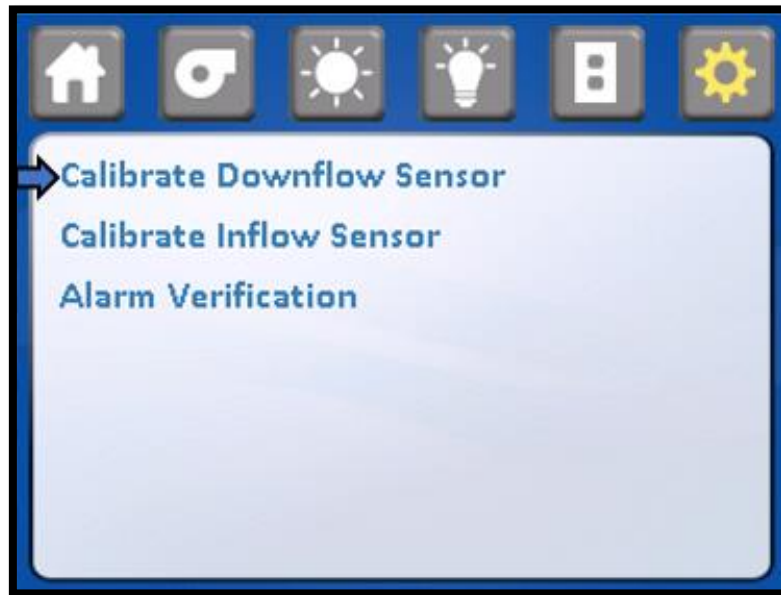 Calibrate Downflow Sensor
Calibrate Inflow Sensor
Alarm Verification